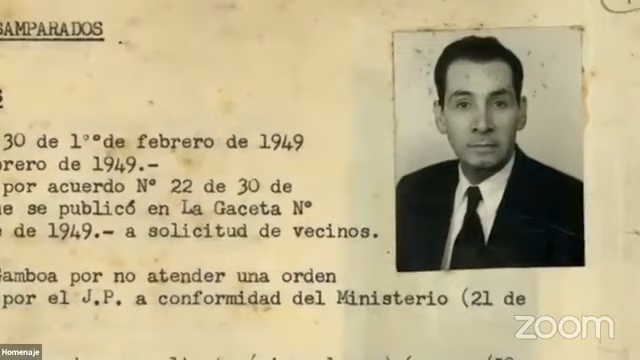 SAMPARADOS
30 de 1°°de febrero de 1949
brero de 1949.-
por acuerdo N° 22 de 30 de
ue se publicó en La Gaceta N°
e de 1949.- a solicitud de vecinos.
Gamboa por no atender una orden
por el J.P. a conformidad del Ministerio (21 de
zoom
Homenaje